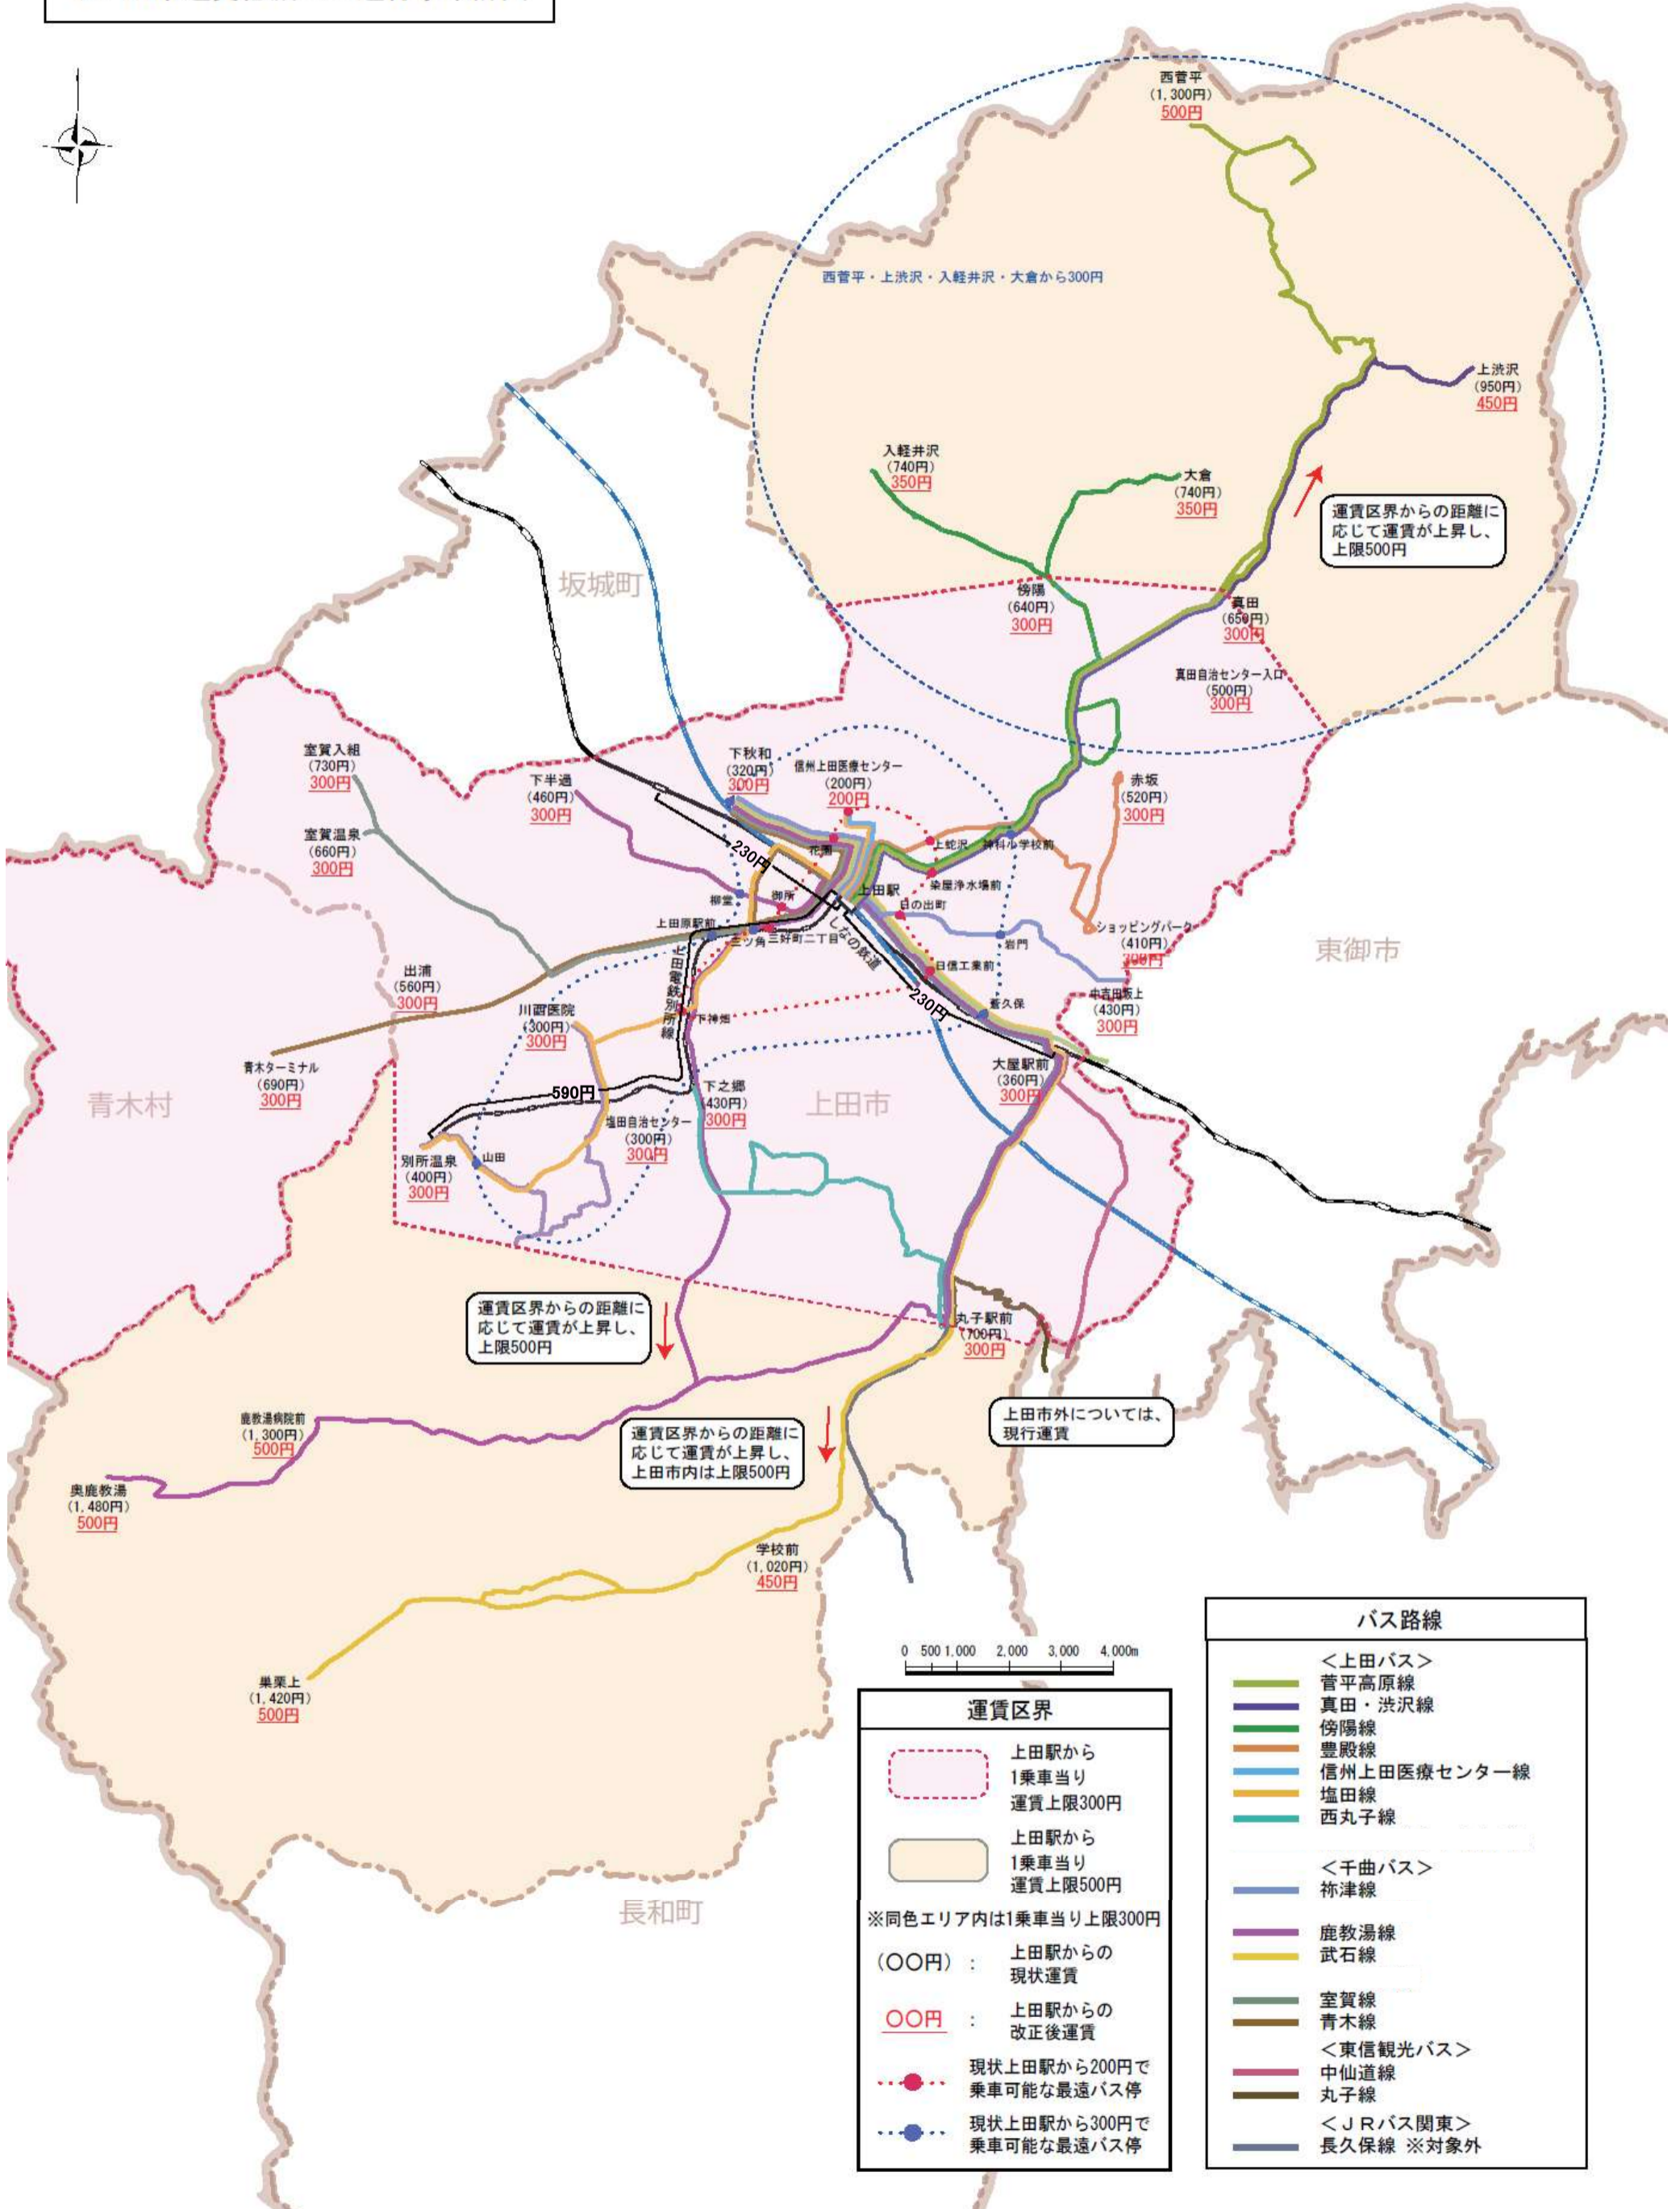 西菅平
(1,300円)
500円
西菅平・上渋沢・入軽井沢・大倉から300円
上渋沢
(950円)
450円
入軽井沢
(740円)
350円
大倉
(740円)
350円
運賃区界からの距離に
応じて運賃が上昇し、
上限500円
坂城町
傍陽
(640円)
300円
真田
(650円)
300円
真田自治センター入口
(500円)
300円
室賀入組
(730円)
300円
下半過
(460円)
300円
下秋和
(320円)
300円
信州上田医療センター
(200円)
200円
赤坂
(520円)
300円
室賀温泉
(660円)
300円
230円
花園
上蛇沢
神科小学校前
染屋浄水場前
上田駅
柳堂
御所
日の出町
上田原駅前
三ツ角
三好町二丁目
しなの鉄道
岩門
ショッピングパーク
(410円)
300円
東御市
出浦
(560円)
300円
上田電鉄別所線
日信工業前
230円
蒼久保
中吉田坂上
(430円)
300円
川西医院
(300円)
300円
下神畑
青木ターミナル
(690円)
300円
青木村
590円
下之郷
(430円)
300円
上田市
大屋駅前
(360円)
300円
塩田自治センター
(300円)
300円
別所温泉
(400円)
300円
山田
運賃区界からの距離に
応じて運賃が上昇し、
上限500円
丸子駅前
(700円)
300円
鹿教湯病院前
(1,300円)
500円
運賃区界からの距離に
応じて運賃が上昇し、
上田市内は上限500円
上田市外については、
現行運賃
奥鹿教湯
(1,480円)
500円
学校前
(1,020円)
450円
巣栗上
(1,420円)
500円
長和町
0 500 1,000 2,000 3,000 4,000m
運賃区界
上田駅から
1乗車当り
運賃上限300円
上田駅から
1乗車当り
運賃上限500円
※同色エリア内は1乗車当り上限300円
(〇〇円) : 上田駅からの
現状運賃
〇〇円 : 上田駅からの
改正後運賃
現状上田駅から200円で
乗車可能な最遠バス停
現状上田駅から300円で
乗車可能な最遠バス停
バス路線
<上田バス>
菅平高原線
真田・渋沢線
傍陽線
豊殿線
信州上田医療センター線
塩田線
西丸子線
<千曲バス>
祢津線
鹿教湯線
武石線
室賀線
青木線
<東信観光バス>
中仙道線
丸子線
<JRバス関東>
長久保線 ※対象外